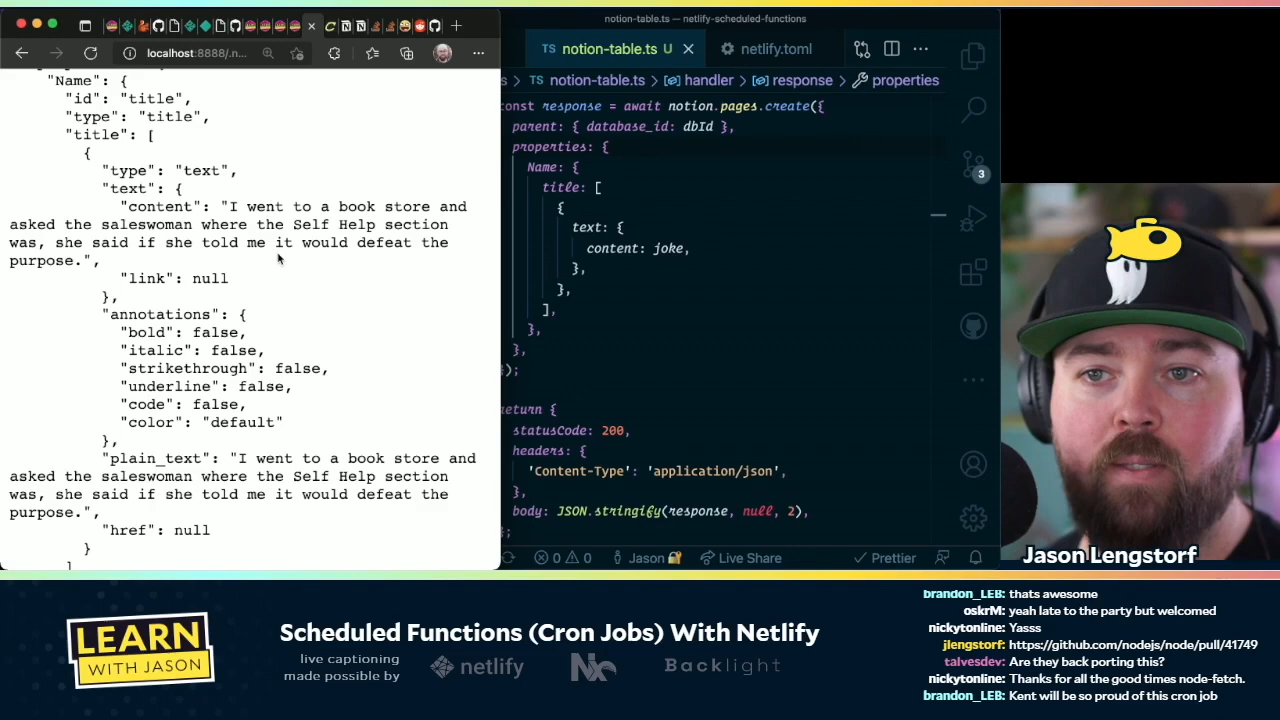 notion-table.ts — netlify-scheduled-functions
localhost:8888/.n...
TS notion-table.ts U
netlify.toml
TS notion-table.ts > handler > response > properties
"Name": {
"id": "title",
"type": "title",
"title": [
{
"type": "text",
"text": {
"content": "I went to a book store and
asked the saleswoman where the Self Help section
was, she said if she told me it would defeat the
purpose.",
"link": null
},
"annotations": {
"bold": false,
"italic": false,
"strikethrough": false,
"underline": false,
"code": false,
"color": "default"
},
"plain_text": "I went to a book store and
asked the saleswoman where the Self Help section
was, she said if she told me it would defeat the
purpose.",
"href": null
}
]
const response = await notion.pages.create({
parent: { database_id: dbId },
properties: {
Name: {
title: [
{
text: {
content: joke,
},
},
],
},
},
});
return {
statusCode: 200,
headers: {
'Content-Type': 'application/json',
},
body: JSON.stringify(response, null, 2),
};
0 0 Jason Live Share Prettier
3
Jason Lengstorf
LEARN
WITH JASON
Scheduled Functions (Cron Jobs) With Netlify
live captioning
made possible by
netlify
Nx
Backlight
brandon_LEB: thats awesome
oskrM: yeah late to the party but welcomed
nickytonline: Yasss
jlengstorf: https://github.com/nodejs/node/pull/41749
talvesdev: Are they back porting this?
nickytonline: Thanks for all the good times node-fetch.
brandon_LEB: Kent will be so proud of this cron job